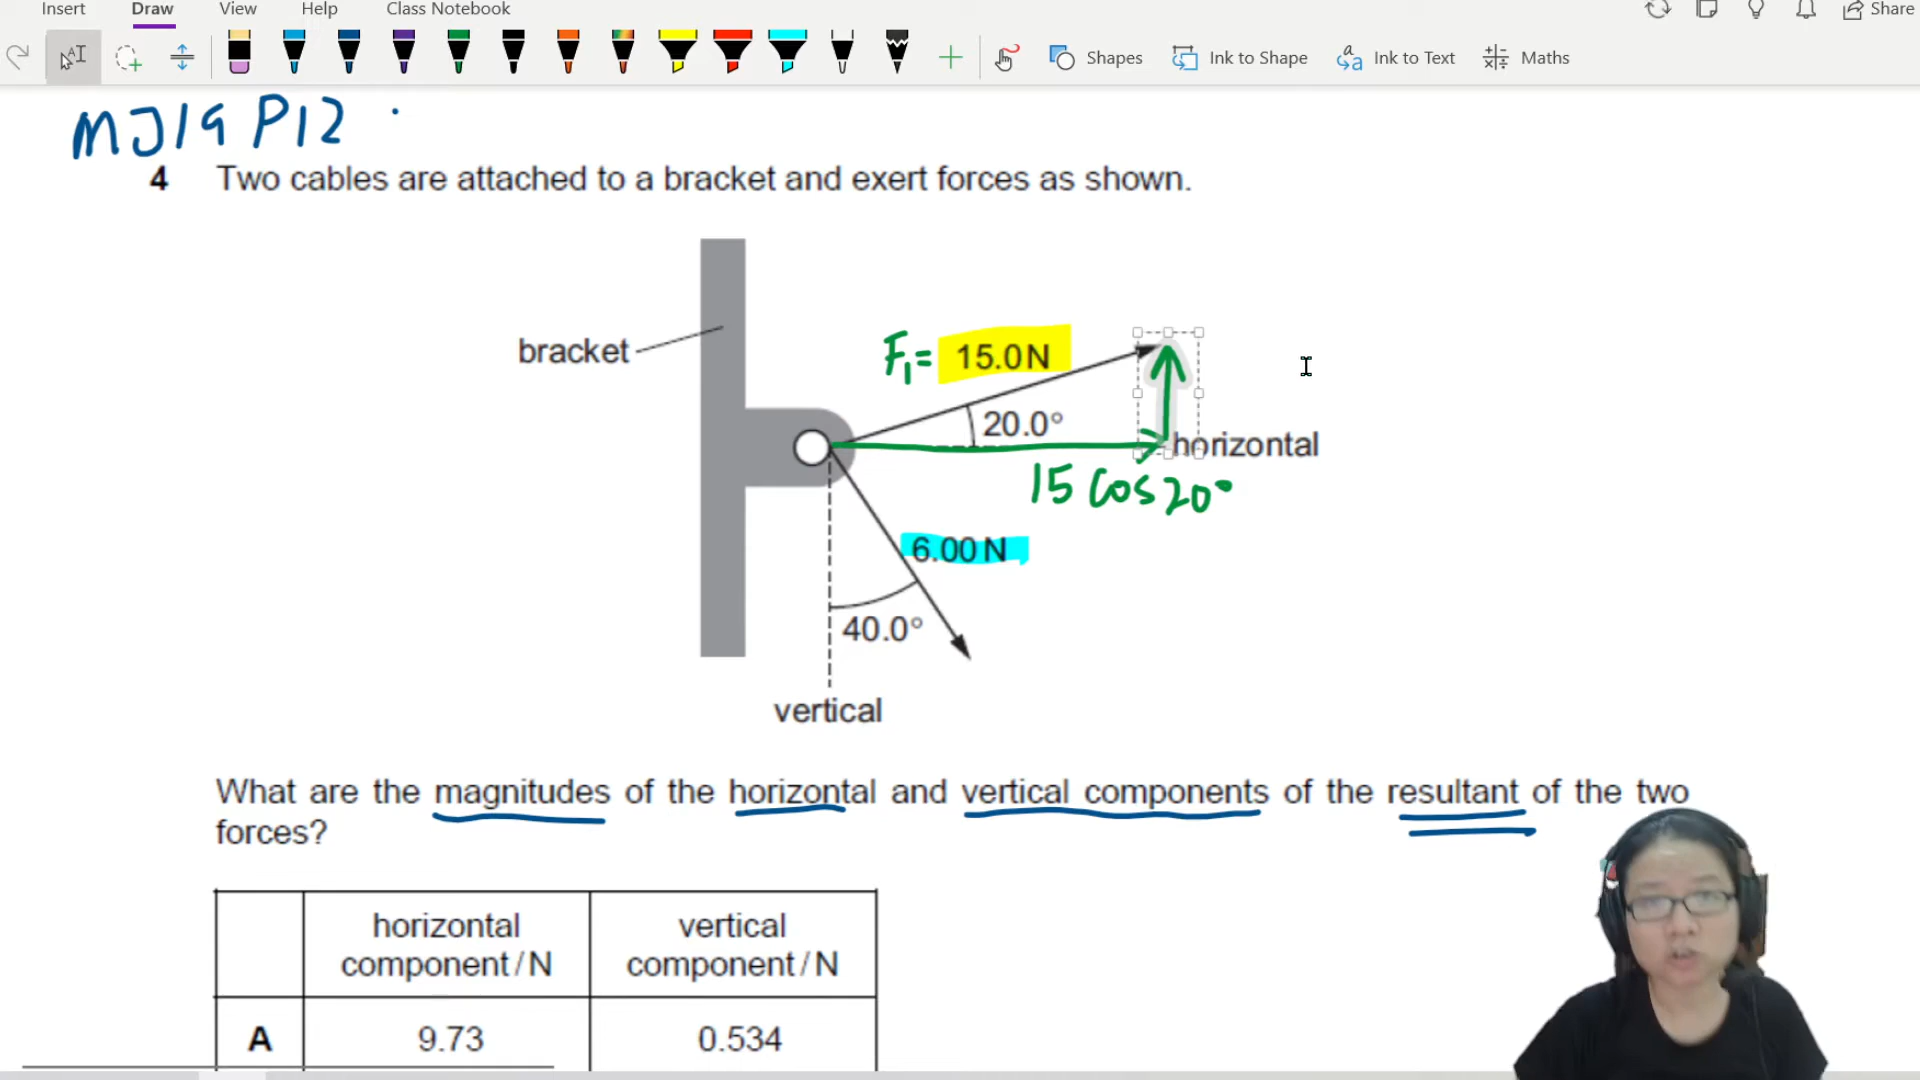 Insert Draw View Help Class Notebook Share
Shapes Ink to Shape Ink to Text Maths
MJ19 P12
4 Two cables are attached to a bracket and exert forces as shown.
bracket
F1= 15.0 N
20.0°
horizontal
15 cos 20°
6.00 N
40.0°
vertical
What are the magnitudes of the horizontal and vertical components of the resultant of the two
forces?
horizontal component / N
vertical component / N
A 9.73 0.534